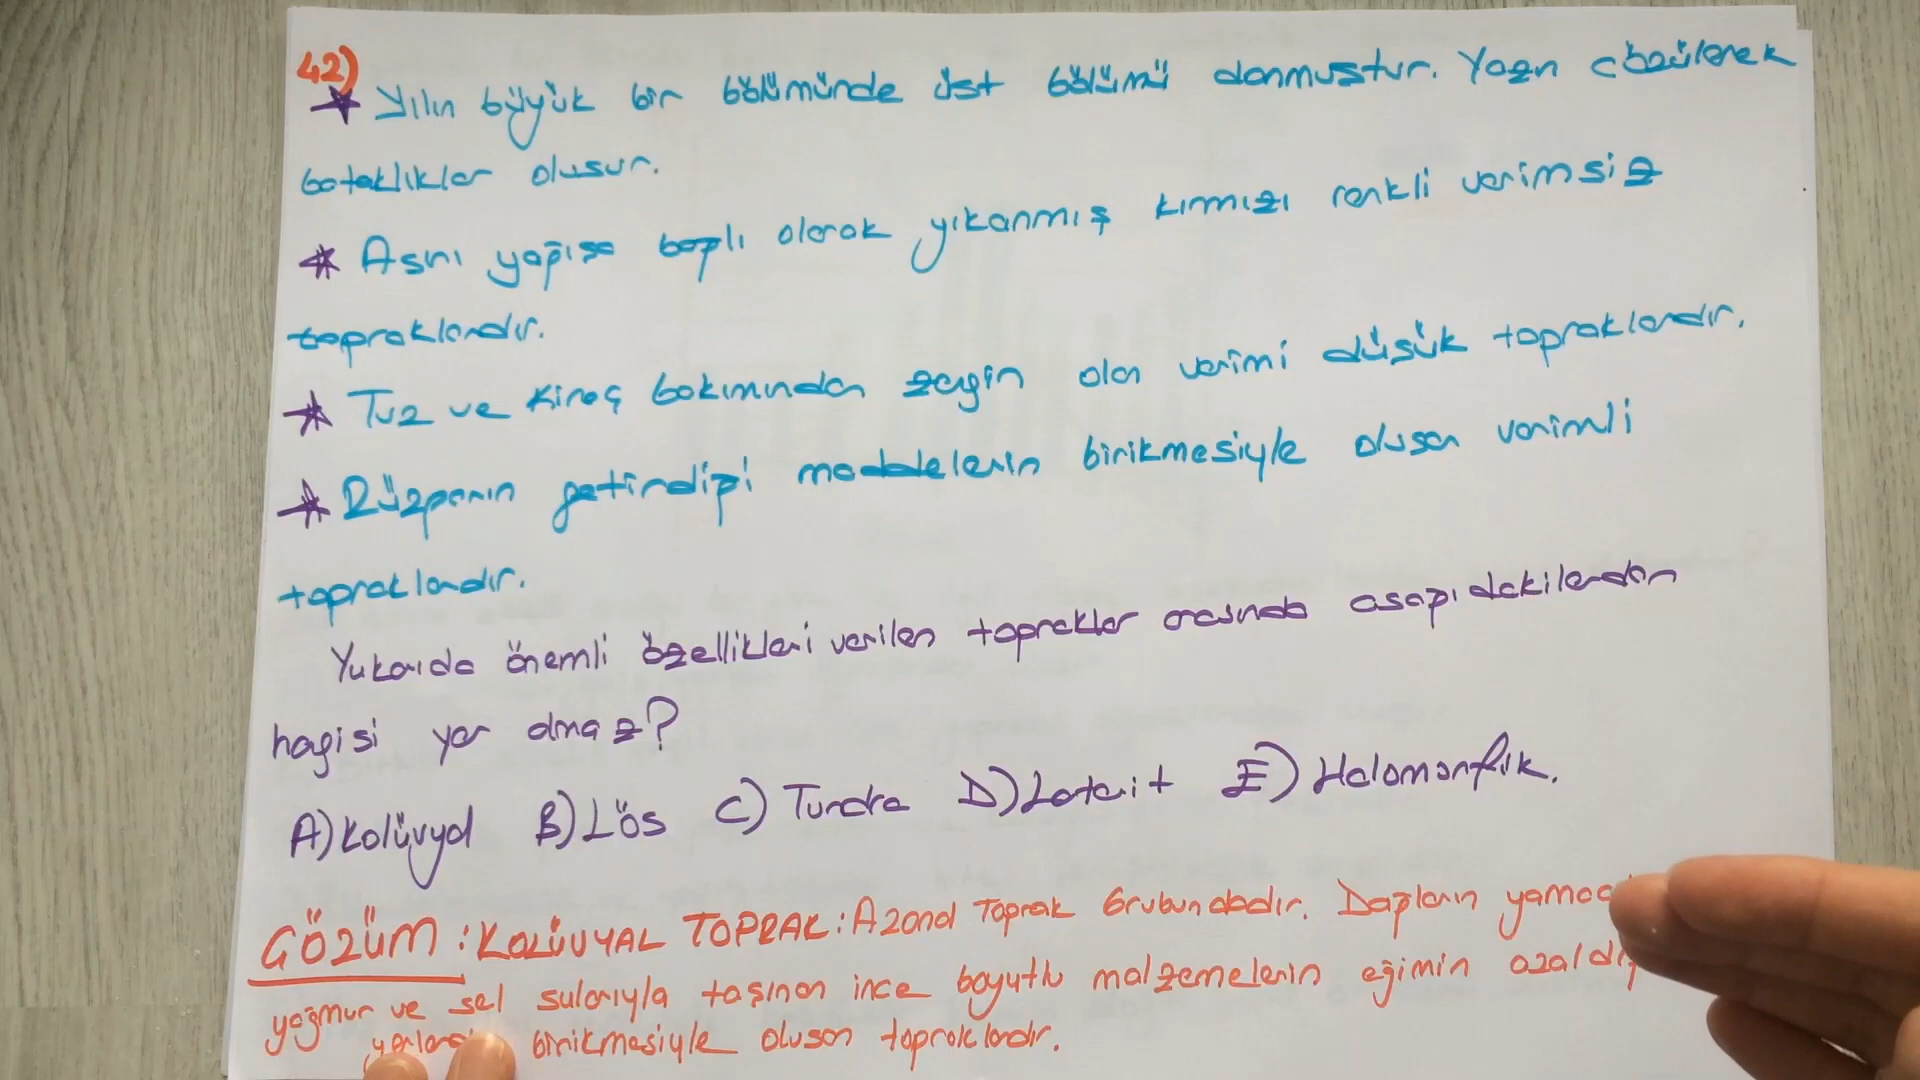 42)
* Yılın büyük bir bölümünde üst bölümü donmuştur. Yazın çözülerek
bataklıklar oluşur.
* Aşırı yağışa bağlı olarak yıkanmış kırmızı renkli verimsiz
topraklardır.
* Tuz ve kireç bakımından zengin olan verimi düşük topraklardır.
* Rüzgarın getirdiği maddelerin birikmesiyle oluşan verimli
topraklardır.
Yukarıda önemli özellikleri verilen topraklar arasında aşağıdakilerden
hangisi yer almaz?
A) Kolüvyal B) Lös C) Tundra D) Laterit E) Halomorfik.
ÇÖZÜM : KOLÜVYAL TOPRAK : Azonal Toprak Grubundadır. Dağların
yağmur ve sel sularıyla taşınan ince boyutlu malzemelerin eğimin
birikmesiyle oluşan topraklardır.